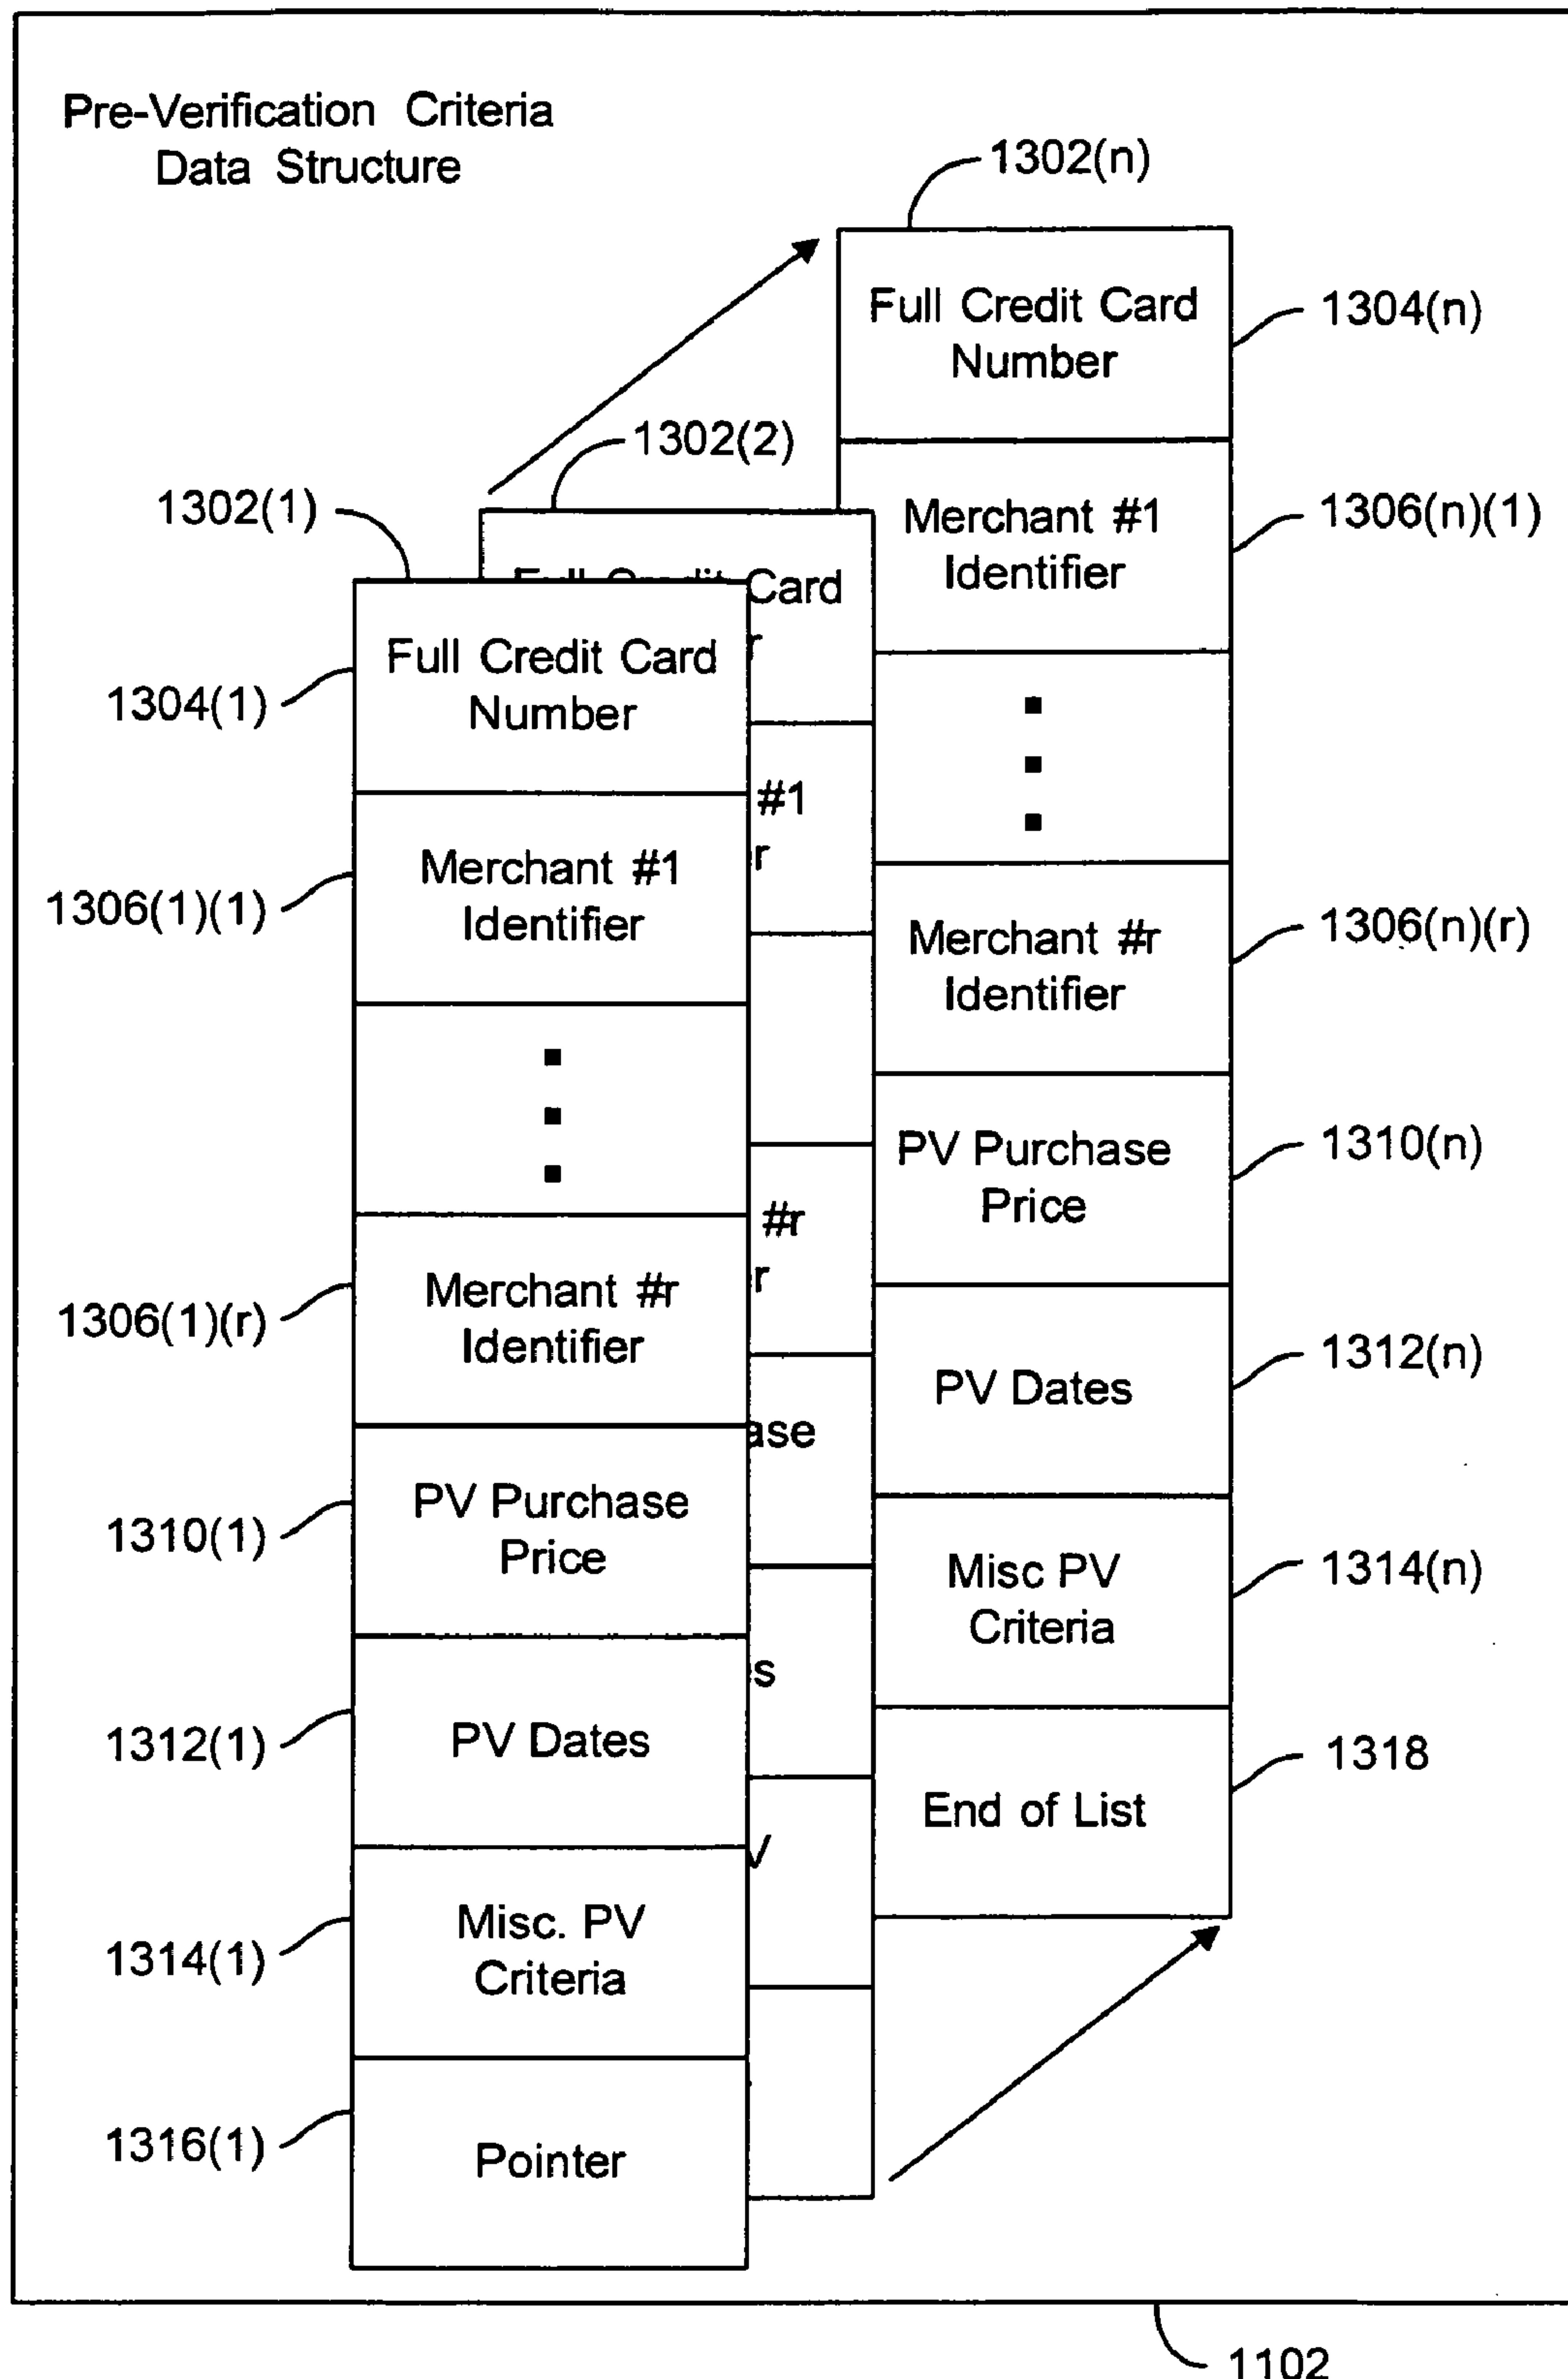 Pre-Verification Criteria
Data Structure
1302(n)
Full Credit Card
Number
1304(n)
1302(2)
1302(1)
Merchant #1
Identifier
1306(n)(1)
Full Credit Card
r
Full Credit Card
Number
1304(1)
#1
r
Merchant #1
Identifier
1306(1)(1)
Merchant #r
Identifier
1306(n)(r)
PV Purchase
Price
1310(n)
#r
r
Merchant #r
Identifier
1306(1)(r)
PV Dates
1312(n)
ase
PV Purchase
Price
1310(1)
Misc PV
Criteria
1314(n)
s
PV Dates
1312(1)
End of List
1318
V
Misc. PV
Criteria
1314(1)
Pointer
1316(1)
1102